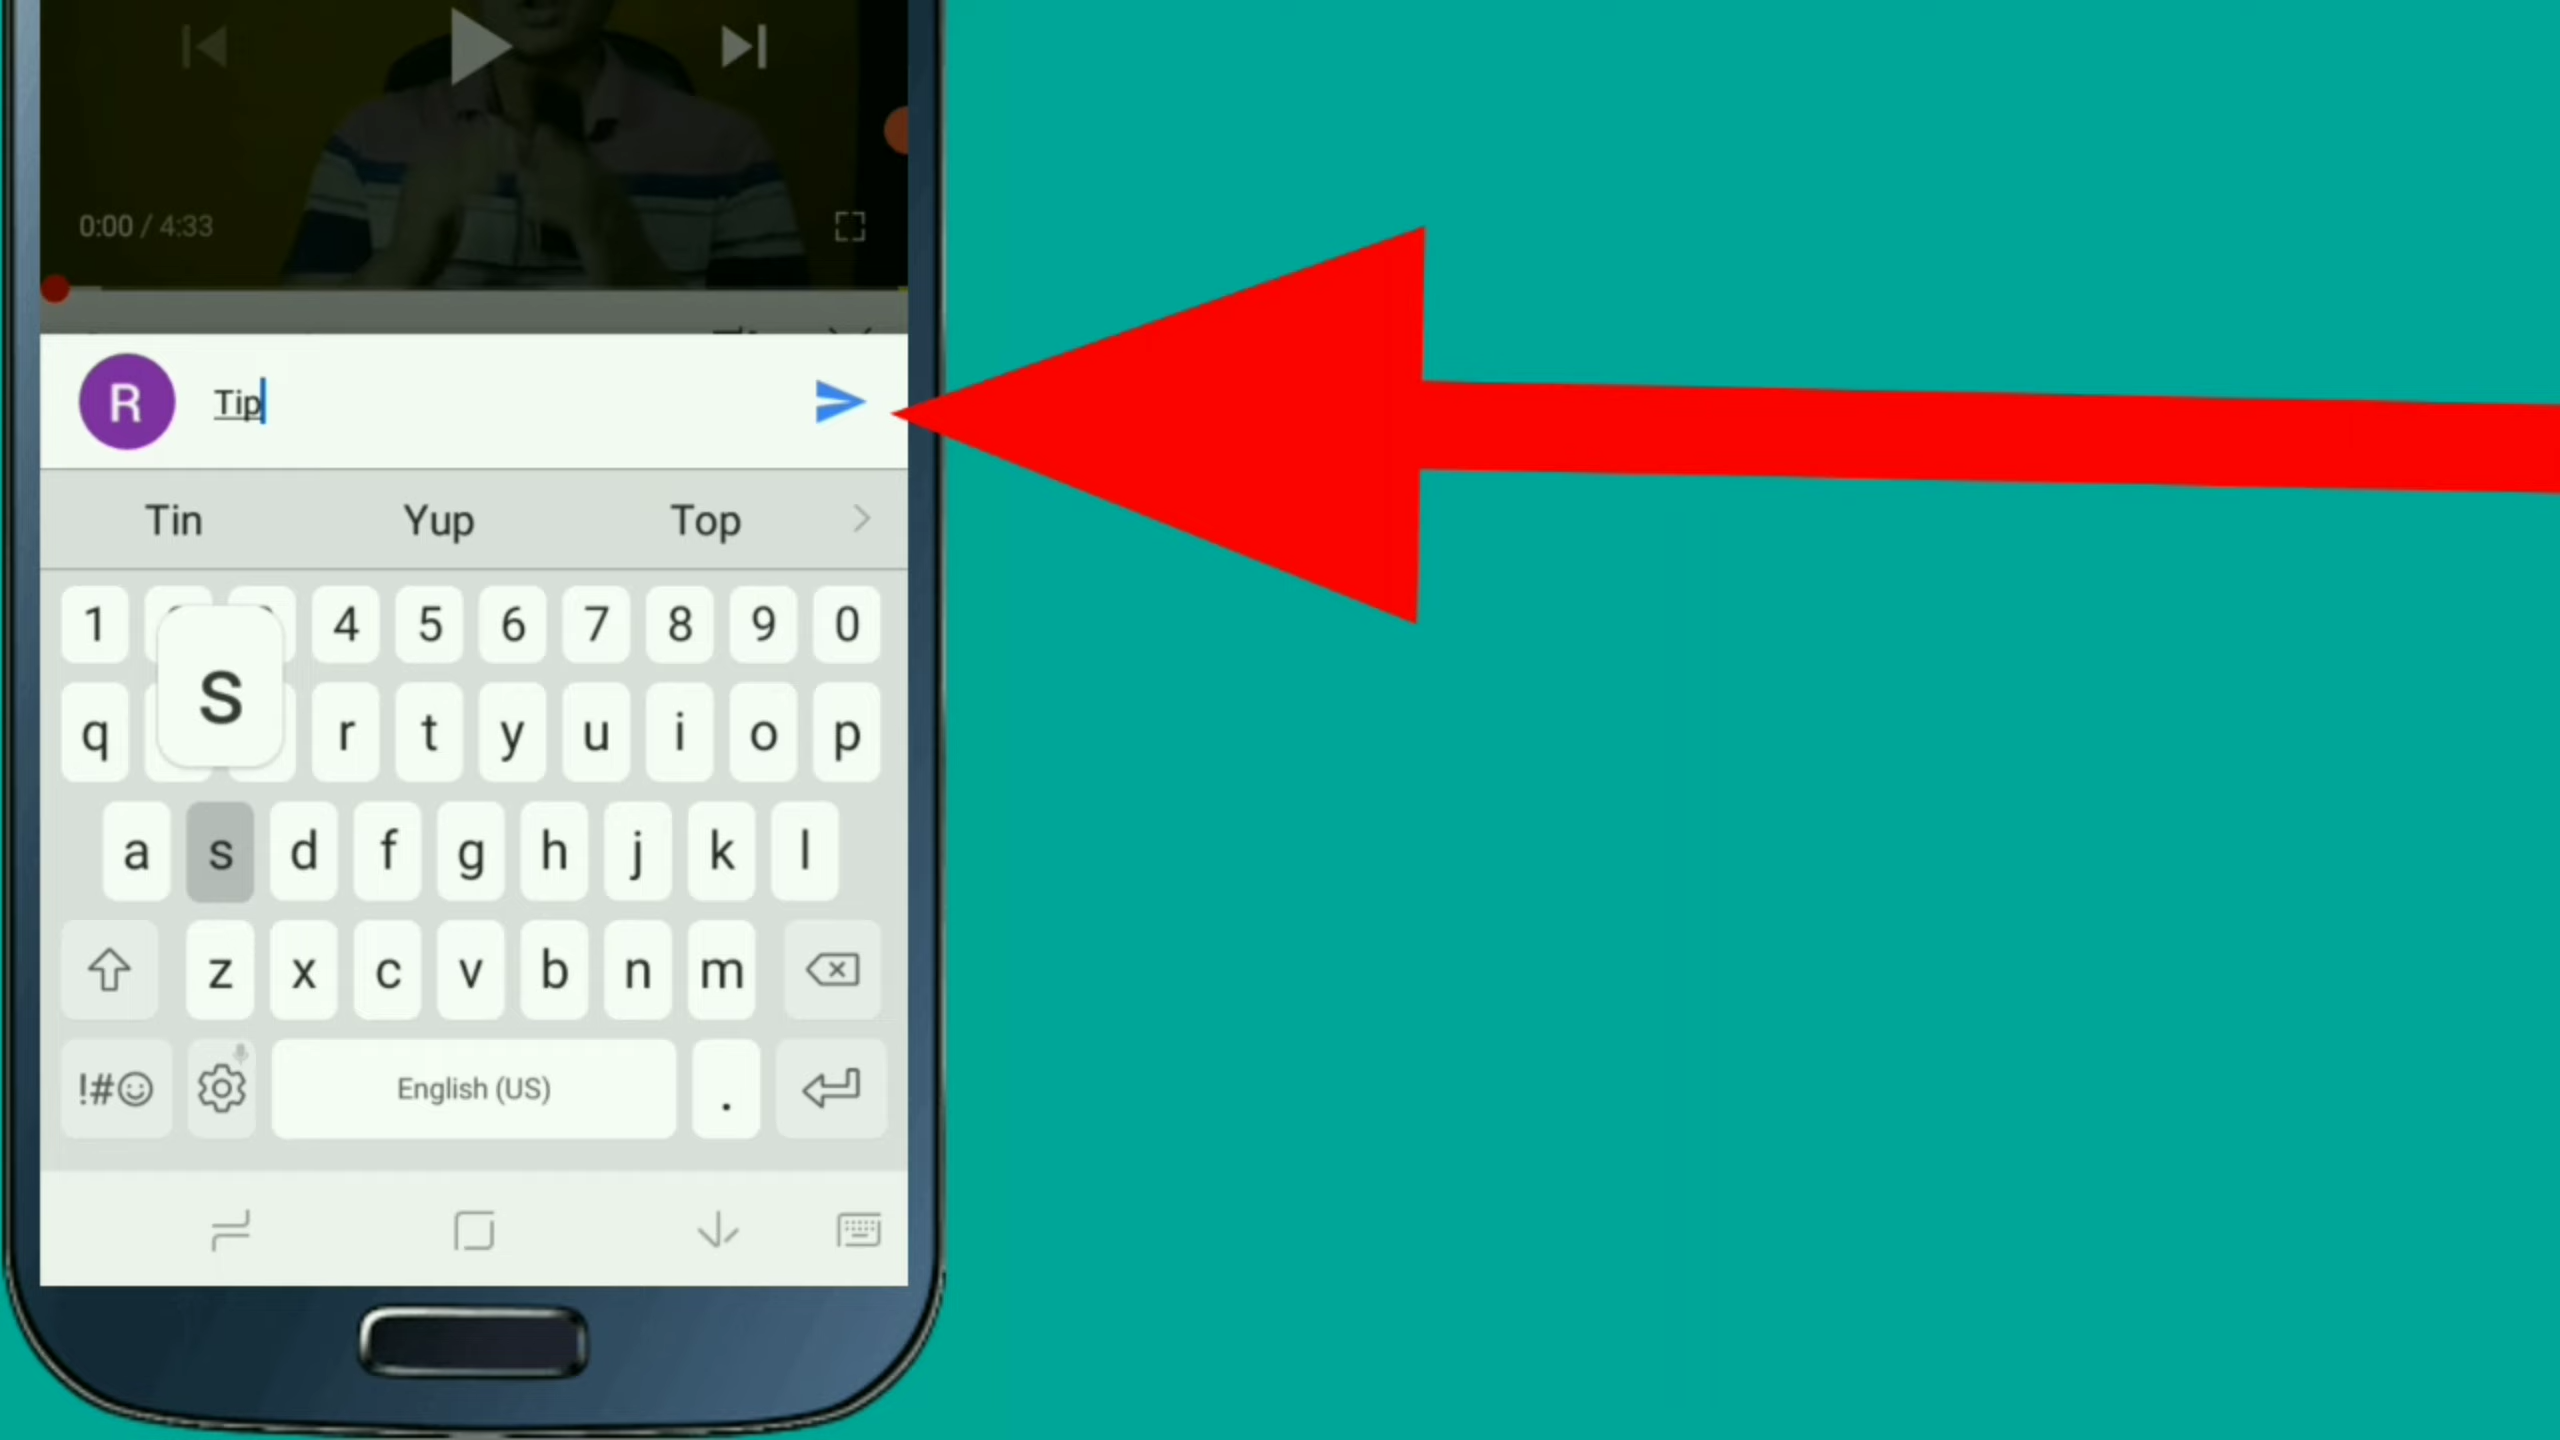 0:00 / 4:33
R Tip
Tin Yup Top
1 4 5 6 7 8 9 0
s
q r t y u i o p
a s d f g h j k l
z x c v b n m
!#☺ English (US) .